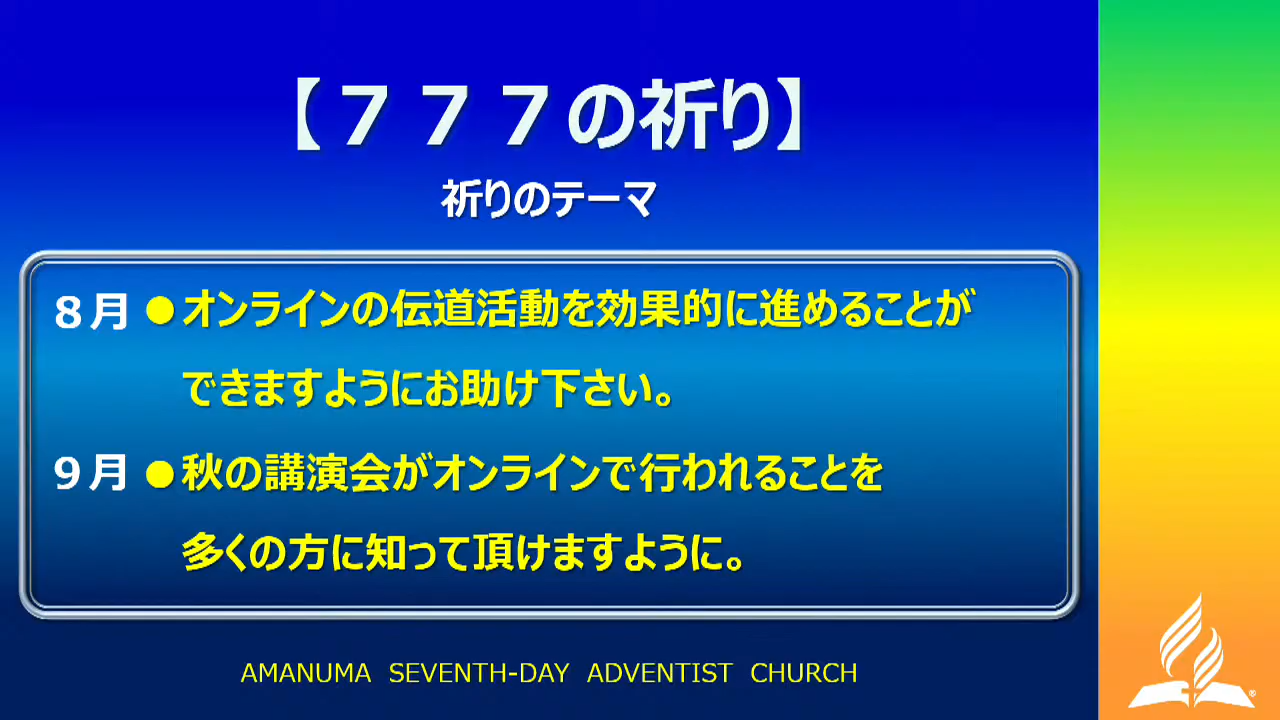 【７７７の祈り】
祈りのテーマ
８月 ●オンラインの伝道活動を効果的に進めることが
できますようにお助け下さい。
９月 ●秋の講演会がオンラインで行われることを
多くの方に知って頂けますように。
AMANUMA SEVENTH-DAY ADVENTIST CHURCH
®